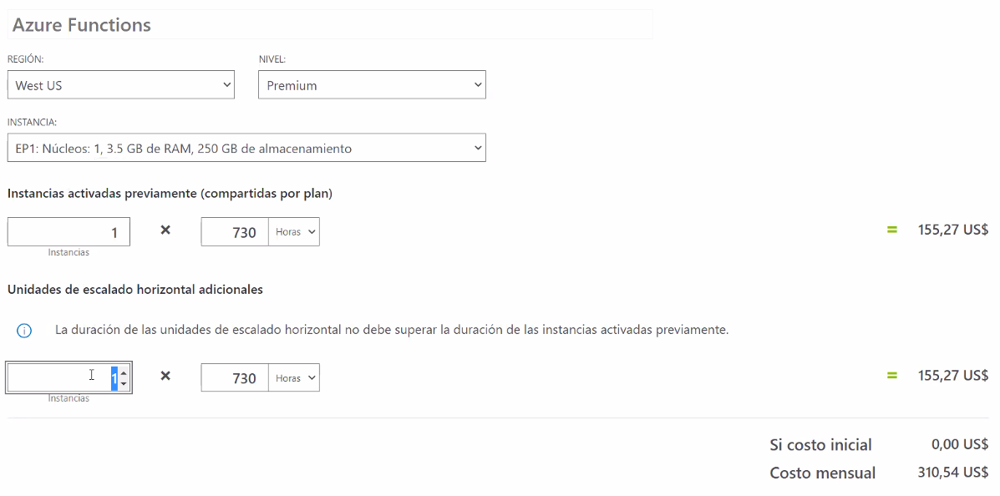 Azure Functions
REGIÓN: NIVEL:
West US Premium
INSTANCIA:
EP1: Núcleos: 1, 3.5 GB de RAM, 250 GB de almacenamiento
Instancias activadas previamente (compartidas por plan)
1 × 730 Horas = 155,27 US$
Instancias
Unidades de escalado horizontal adicionales
La duración de las unidades de escalado horizontal no debe superar la duración de las instancias activadas previamente.
1 × 730 Horas = 155,27 US$
Instancias
Si costo inicial 0,00 US$
Costo mensual 310,54 US$